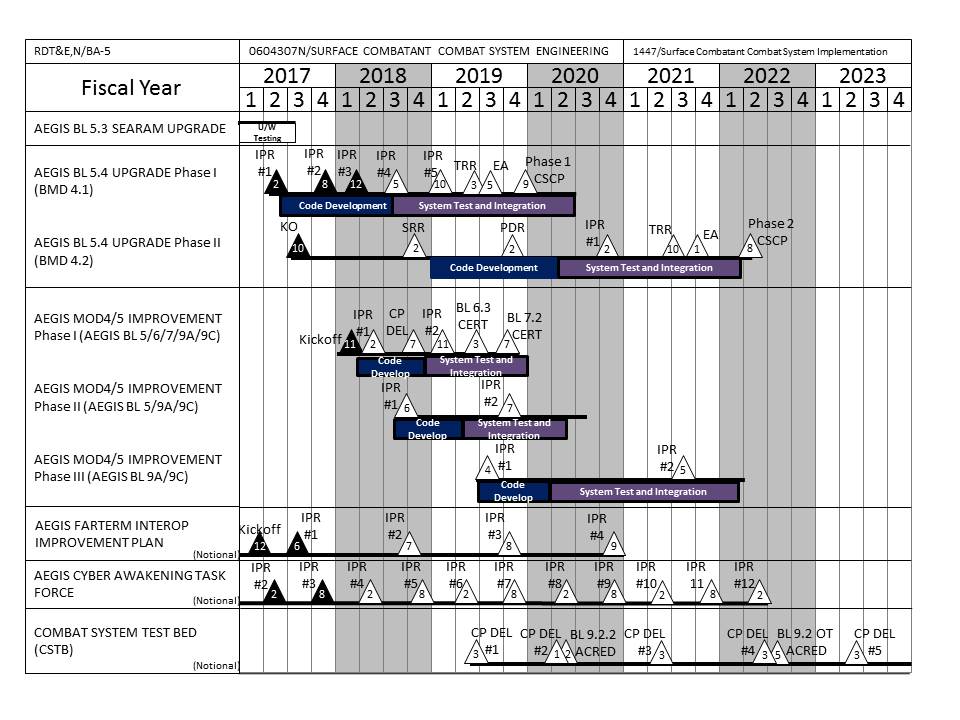 RDT&E,N/BA-5
0604307N/SURFACE COMBATANT COMBAT SYSTEM ENGINEERING
1447/Surface Combatant Combat System Implementation
Fiscal Year
2017 2018 2019 2020 2021 2022 2023
1 2 3 4 1 2 3 4 1 2 3 4 1 2 3 4 1 2 3 4 1 2 3 4 1 2 3 4
AEGIS BL 5.3 SEARAM UPGRADE
U/W
Testing
AEGIS BL 5.4 UPGRADE Phase I
(BMD 4.1)
IPR IPR IPR IPR IPR TRR EA Phase 1
#1 #2 #3 #4 #5 CSCP
2 8 12 5 10 3 5 9
Code Development System Test and Integration
AEGIS BL 5.4 UPGRADE Phase II
(BMD 4.2)
KO SRR PDR IPR TRR EA Phase 2
#1 CSCP
10 2 2 2 10 1 8
Code Development System Test and Integration
AEGIS MOD4/5 IMPROVEMENT
Phase I (AEGIS BL 5/6/7/9A/9C)
Kickoff IPR CP IPR BL 6.3 BL 7.2
#1 DEL #2 CERT CERT
11 2 7 11 3 7
Code
Develop
System Test and
Integration
AEGIS MOD4/5 IMPROVEMENT
Phase II (AEGIS BL 5/9A/9C)
IPR IPR
#1 #2
6 7
Code
Develop
System Test and
Integration
AEGIS MOD4/5 IMPROVEMENT
Phase III (AEGIS BL 9A/9C)
IPR IPR
#1 #2
4 5
Code
Develop
System Test and Integration
AEGIS FARTERM INTEROP
IMPROVEMENT PLAN
(Notional)
Kickoff IPR IPR IPR IPR
#1 #2 #3 #4
12 6 7 8 9
AEGIS CYBER AWAKENING TASK
FORCE
(Notional)
IPR IPR IPR IPR IPR IPR IPR IPR IPR IPR IPR
#2 #3 #4 #5 #6 #7 #8 #9 #10 11 #12
2 8 2 8 2 8 2 8 2 8 2
COMBAT SYSTEM TEST BED
(CSTB)
(Notional)
CP DEL CP DEL BL 9.2.2 CP DEL CP DEL BL 9.2 OT CP DEL
#1 #2 ACRED #3 #4 ACRED #5
3 1 2 3 3 5 2